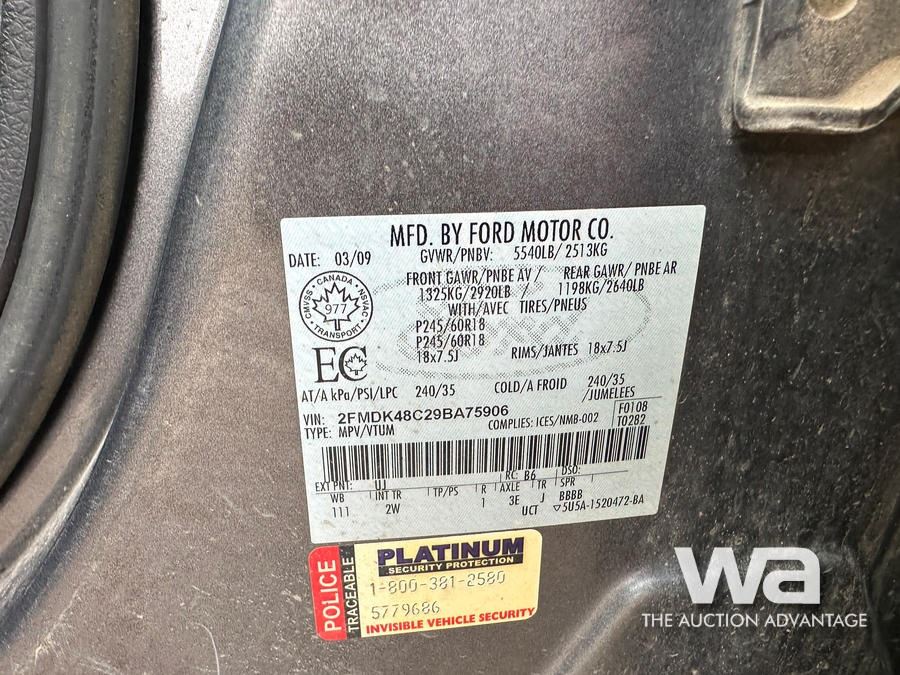 MFD. BY FORD MOTOR CO.
DATE: 03/09 GVWR/PNBV: 5540LB/ 2513KG
FRONT GAWR/PNBE AV / REAR GAWR/ PNBE AR
1325KG/2920LB / 1198KG/2640LB
WITH/AVEC TIRES/PNEUS
P245/60R18
P245/60R18
18x7.5J RIMS/JANTES 18x7.5J
CANADA
CMVSS 977 NSVAC
TRANSPORT
EC
AT/A kPa/PSI/LPC 240/35 COLD/A FROID 240/35
/JUMELEES
VIN: 2FMDK48C29BA75906
TYPE: MPV/VTUM COMPLIES: ICES/NMB-002
F0108
T0282
EXT PNT: UJ RC: B6 DSO:
WB INT TR TP/PS R AXLE TR SPR
111 2W 1 3E J BBBB
UCT ▽5U5A-1520472-BA
POLICE
TRACEABLE
PLATINUM
SECURITY PROTECTION
1-800-381-2580
5779686
INVISIBLE VEHICLE SECURITY
wa
THE AUCTION ADVANTAGE